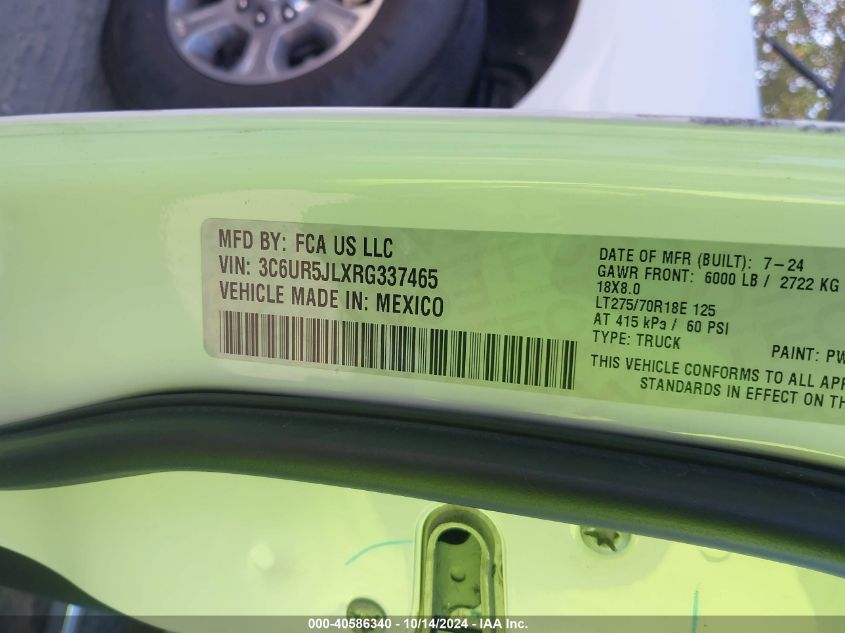 MFD BY: FCA US LLC
VIN: 3C6UR5JLXRG337465
VEHICLE MADE IN: MEXICO
DATE OF MFR (BUILT): 7-24
GAWR FRONT: 6000 LB / 2722 KG
18X8.0
LT275/70R18E 125
AT 415 kPa / 60 PSI
TYPE: TRUCK
PAINT: PW
THIS VEHICLE CONFORMS TO ALL APP
STANDARDS IN EFFECT ON TH
000-40586340 - 10/14/2024 - IAA Inc.